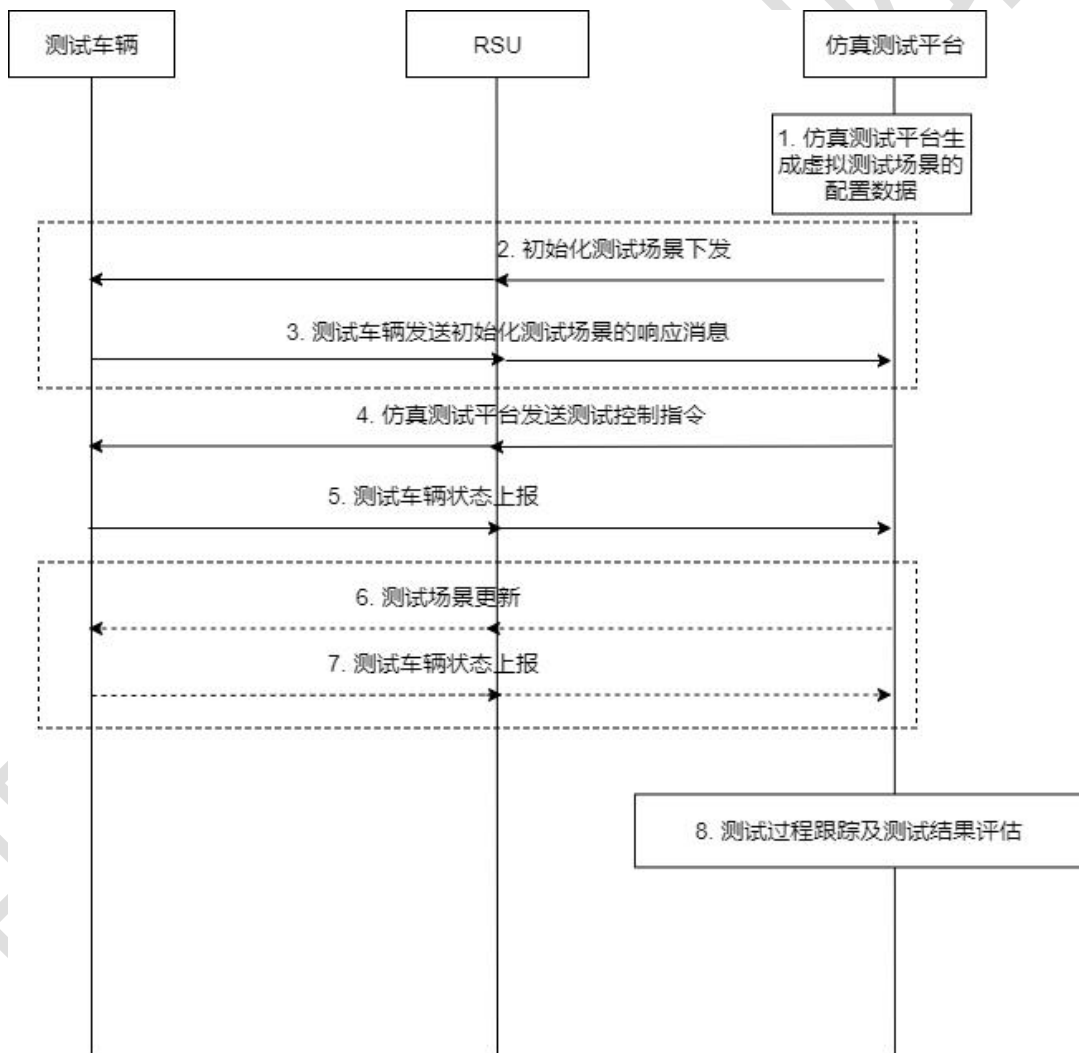 测试车辆
RSU
仿真测试平台
1. 仿真测试平台生
成虚拟测试场景的
配置数据
2. 初始化测试场景下发
3. 测试车辆发送初始化测试场景的响应消息
4. 仿真测试平台发送测试控制指令
5. 测试车辆状态上报
6. 测试场景更新
7. 测试车辆状态上报
8. 测试过程跟踪及测试结果评估